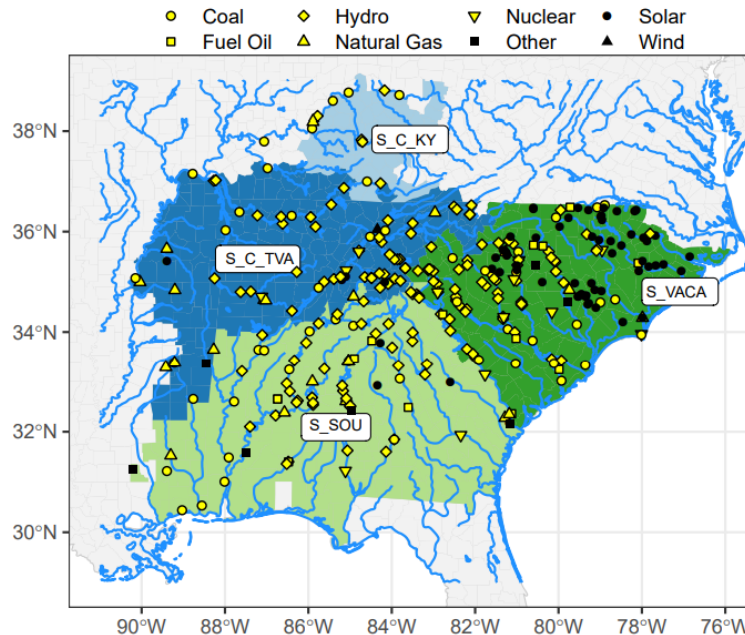 Coal Hydro Nuclear Solar
Fuel Oil Natural Gas Other Wind
38°N
S_C_KY
36°N
S_C_TVA
S_VACA
34°N
S_SOU
32°N
30°N
90°W 88°W 86°W 84°W 82°W 80°W 78°W 76°W